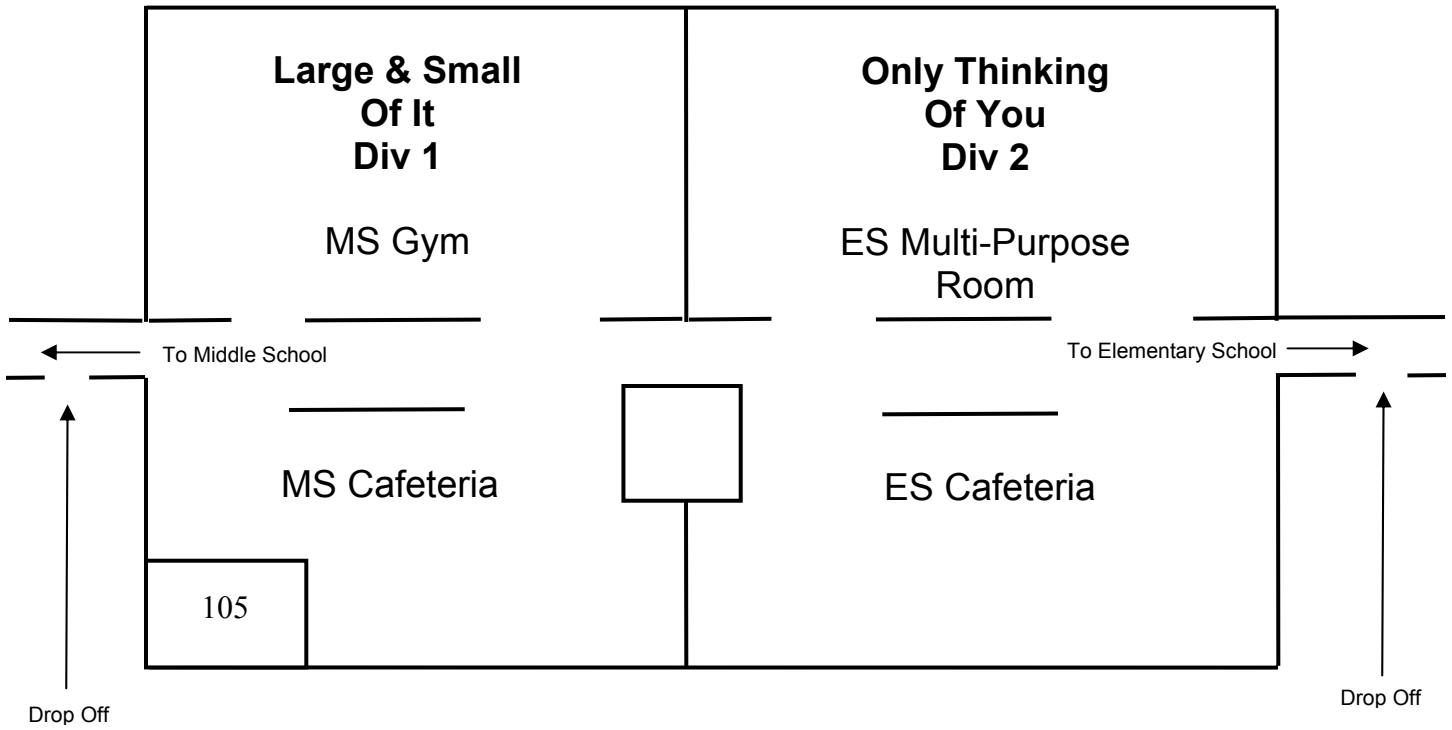 Large & Small
Of It
Div 1
MS Gym
Only Thinking
Of You
Div 2
ES Multi-Purpose
Room
To Middle School
To Elementary School
MS Cafeteria
ES Cafeteria
105
Drop Off
Drop Off